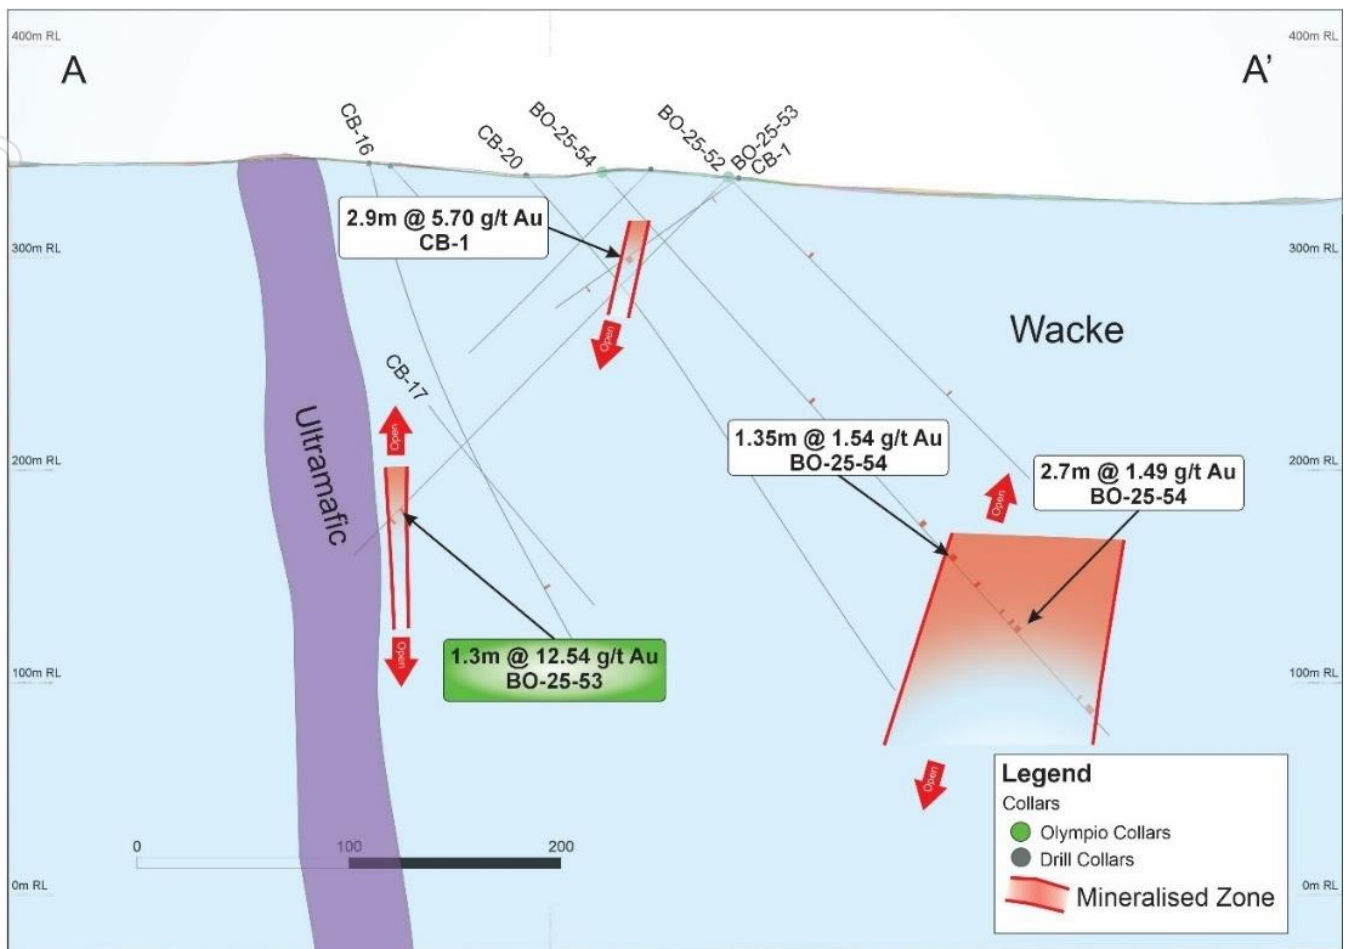 400m RL
400m RL
A
A’
CB-16
CB-20
BO-25-54
BO-25-52
BO-25-53
CB-1
2.9m @ 5.70 g/t Au
CB-1
300m RL
300m RL
Wacke
Open
CB-17
Ultramafic
Open
1.35m @ 1.54 g/t Au
BO-25-54
200m RL
200m RL
2.7m @ 1.49 g/t Au
BO-25-54
Open
1.3m @ 12.54 g/t Au
BO-25-53
Open
100m RL
100m RL
Open
Legend
Collars
Olympio Collars
Drill Collars
Mineralised Zone
0
100
200
0m RL
0m RL